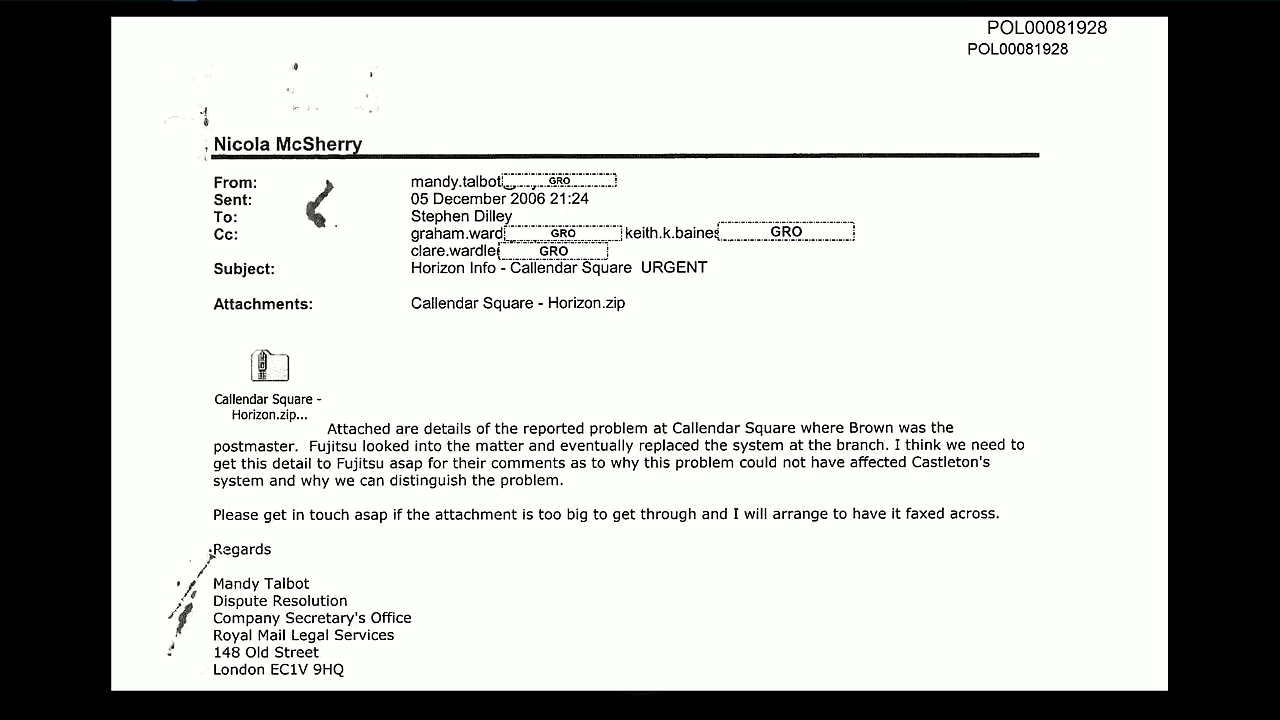 POL00081928
POL00081928
Nicola McSherry
From: mandy.talbot GRO
Sent: 05 December 2006 21:24
To: Stephen Dilley
Cc: graham.ward GRO keith.k.baines GRO
clare.wardle GRO
Subject: Horizon Info - Callendar Square URGENT
Attachments: Callendar Square - Horizon.zip
Callendar Square -
Horizon.zip...
Attached are details of the reported problem at Callendar Square where Brown was the
postmaster. Fujitsu looked into the matter and eventually replaced the system at the branch. I think we need to
get this detail to Fujitsu asap for their comments as to why this problem could not have affected Castleton's
system and why we can distinguish the problem.
Please get in touch asap if the attachment is too big to get through and I will arrange to have it faxed across.
Regards
Mandy Talbot
Dispute Resolution
Company Secretary's Office
Royal Mail Legal Services
148 Old Street
London EC1V 9HQ